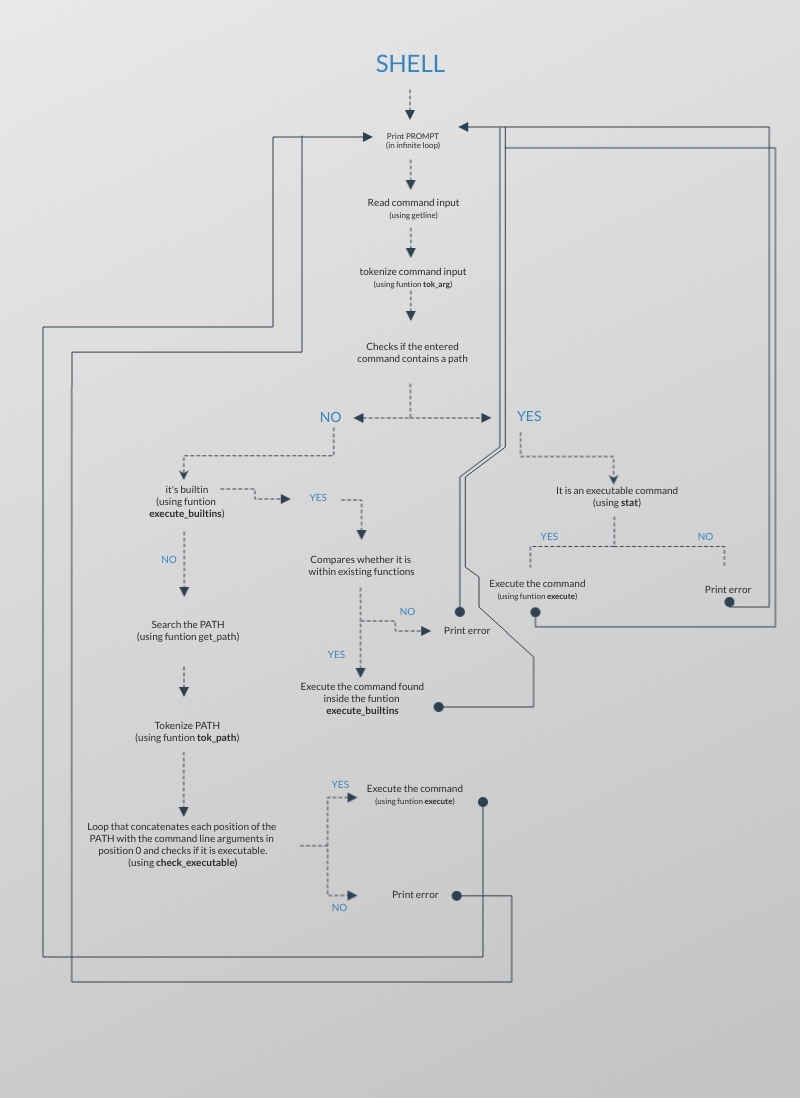 SHELL
Print PROMPT
(in infinite loop)
Read command input
(using getline)
tokenize command input
(using funtion tok_arg)
Checks if the entered
command contains a path
NO
YES
it's builtin
(using funtion
execute_builtins)
YES
It is an executable command
(using stat)
NO
Compares whether it is
within existing functions
YES
NO
Execute the command
(using funtion execute)
Print error
NO
Print error
Search the PATH
(using funtion get_path)
YES
Execute the command found
inside the funtion
execute_builtins
Tokenize PATH
(using funtion tok_path)
Loop that concatenates each position of the
PATH with the command line arguments in
position 0 and checks if it is executable.
(using check_executable)
YES
Execute the command
(using funtion execute)
Print error
NO